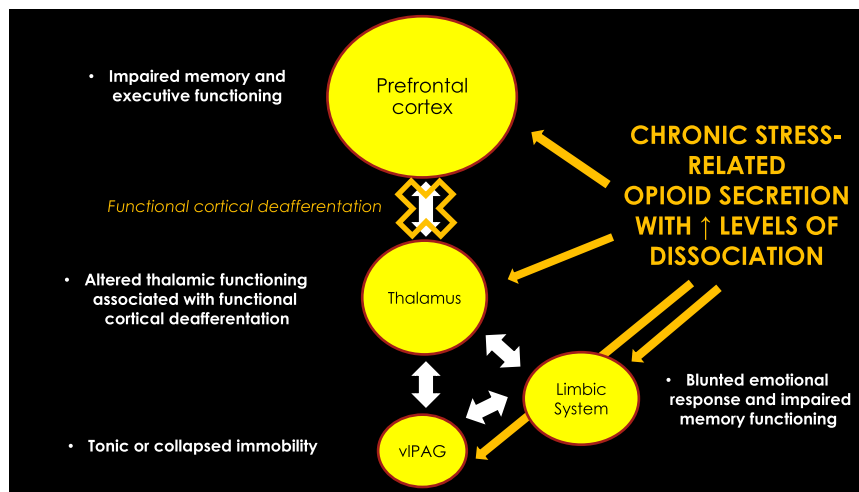 • Impaired memory and
executive functioning
Prefrontal
cortex
CHRONIC STRESS-
RELATED
OPIOID SECRETION
WITH ↑ LEVELS OF
DISSOCIATION
Functional cortical deafferentation
• Altered thalamic functioning
associated with functional
cortical deafferentation
Thalamus
Limbic
System
• Blunted emotional
response and impaired
memory functioning
• Tonic or collapsed immobility
vlPAG